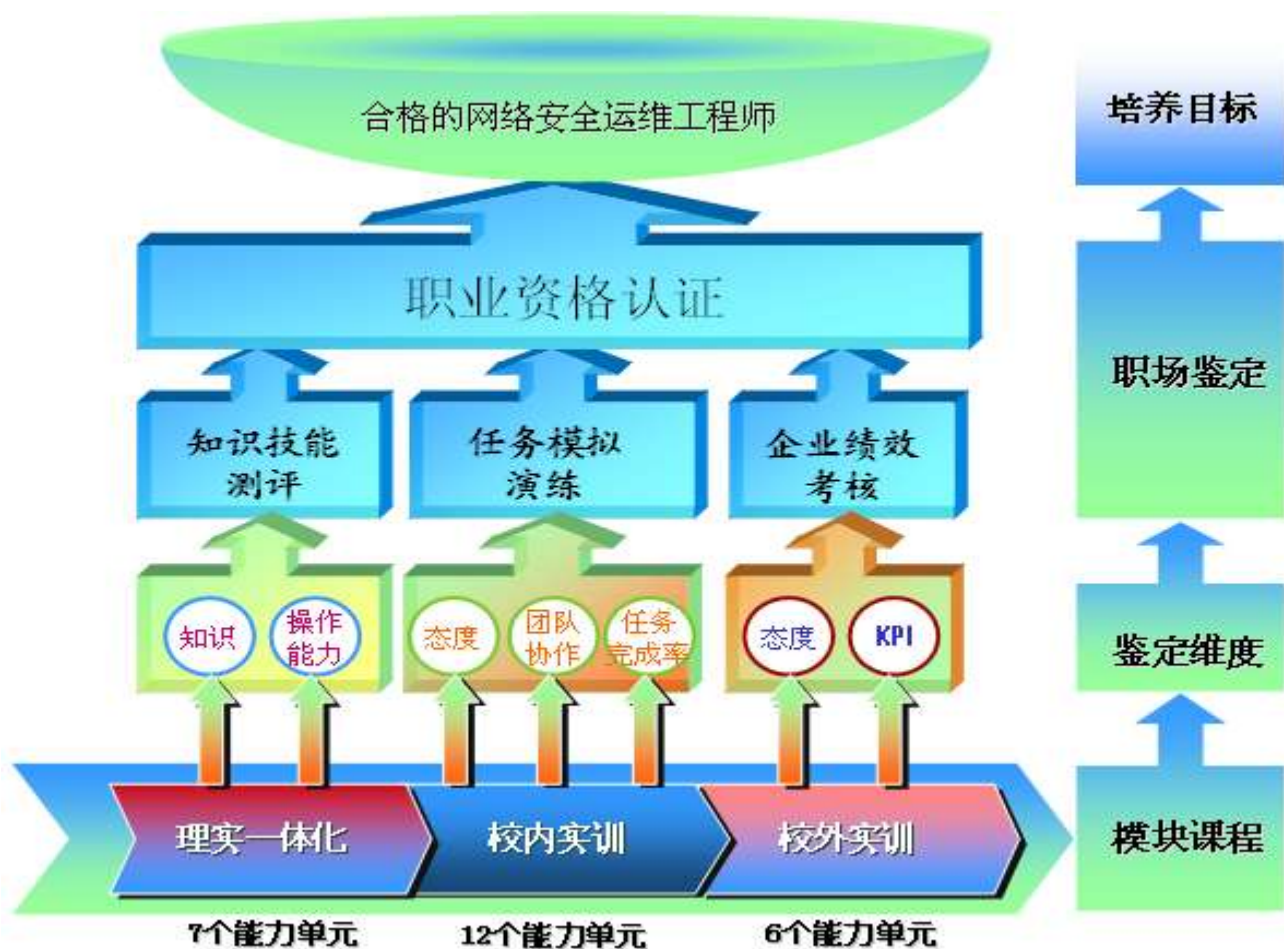 合格的网络安全运维工程师
培养目标
职业资格认证
职场鉴定
知识技能
测评
任务模拟
演练
企业绩效
考核
知识
操作
能力
态度
团队
协作
任务
完成率
态度
KPI
鉴定维度
理实一体化
校内实训
校外实训
模块课程
7个能力单元
12个能力单元
6个能力单元